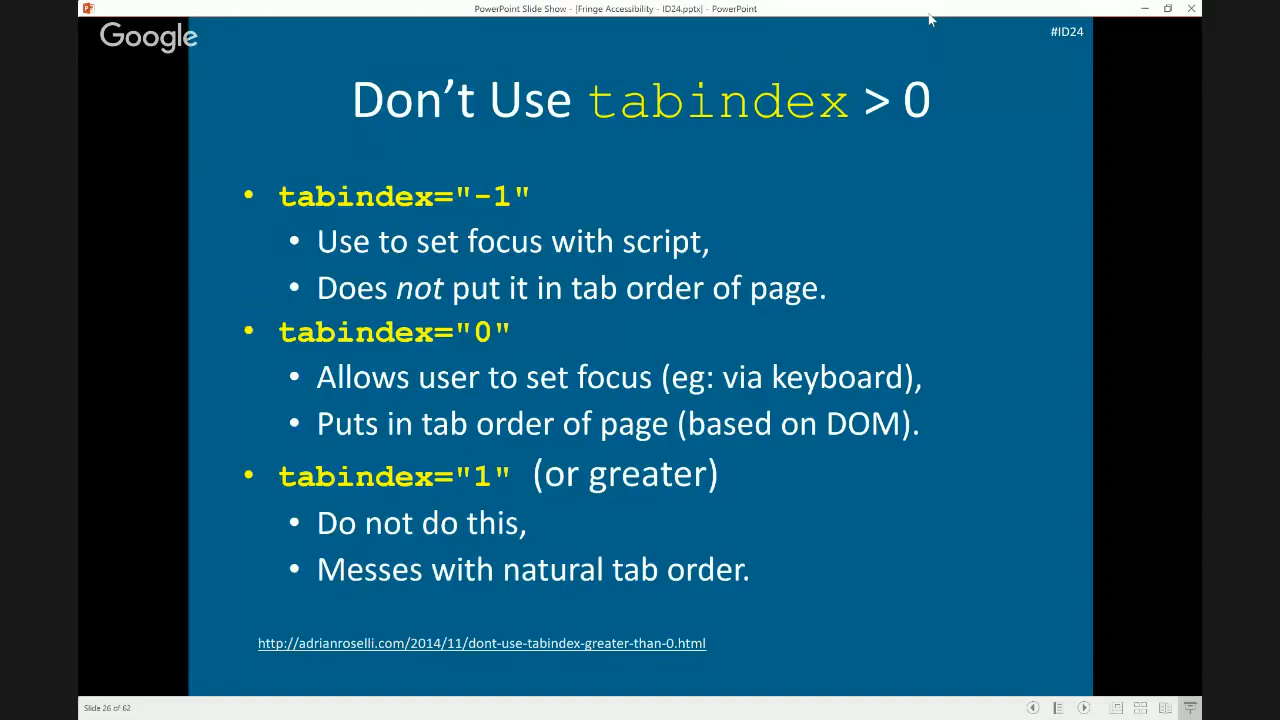 PowerPoint Slide Show - [Fringe Accessibility - ID24.pptx] - PowerPoint
Google
#ID24
Don't Use tabindex > 0
• tabindex="-1"
• Use to set focus with script,
• Does not put it in tab order of page.
• tabindex="0"
• Allows user to set focus (eg: via keyboard),
• Puts in tab order of page (based on DOM).
• tabindex="1" (or greater)
• Do not do this,
• Messes with natural tab order.
http://adrianroselli.com/2014/11/dont-use-tabindex-greater-than-0.html
Slide 26 of 62